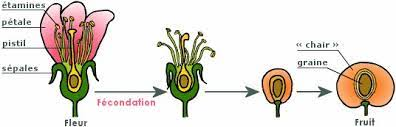 étamines
pétale
pistil
sépales
Fleur
Fécondation
« chair »
graine
Fruit